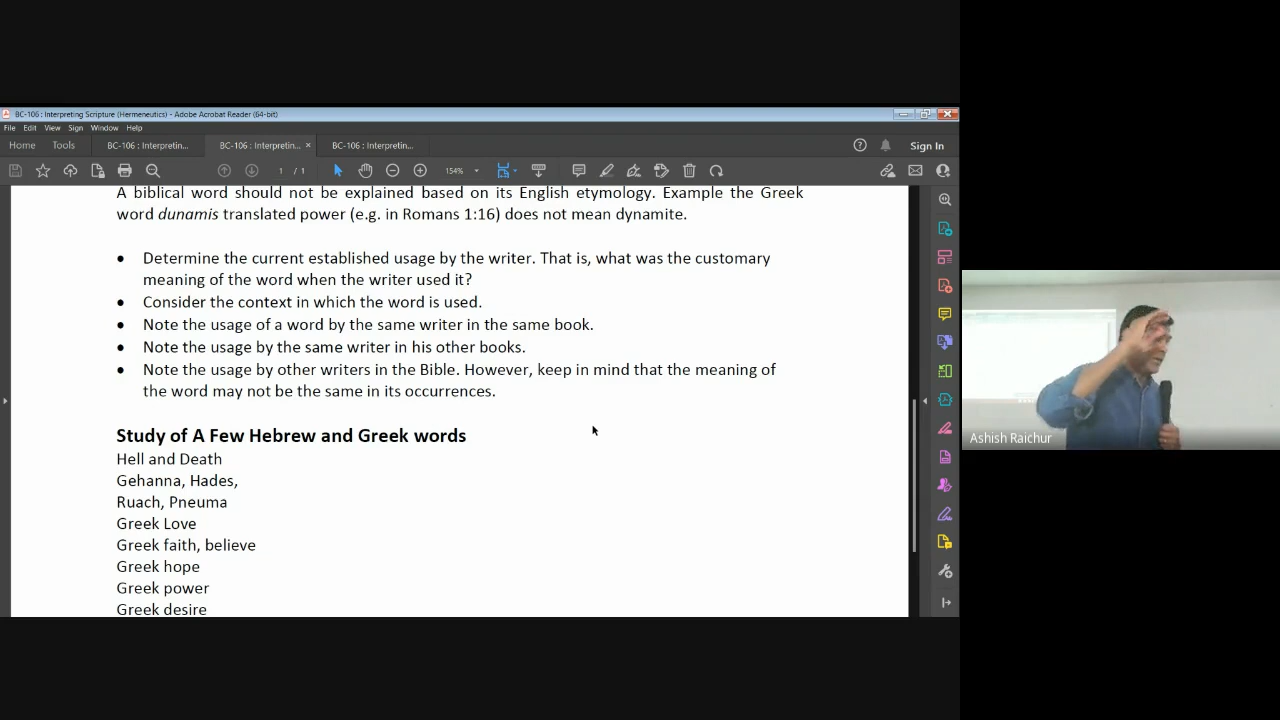 BC-106 : Interpreting Scripture (Hermeneutics) - Adobe Acrobat Reader (64-bit)
File Edit View Sign Window Help
Home Tools BC-106 : Interpretin... BC-106 : Interpretin... × BC-106 : Interpretin... Sign In
1 / 1 154%
A biblical word should not be explained based on its English etymology. Example the Greek
word dunamis translated power (e.g. in Romans 1:16) does not mean dynamite.
• Determine the current established usage by the writer. That is, what was the customary
meaning of the word when the writer used it?
• Consider the context in which the word is used.
• Note the usage of a word by the same writer in the same book.
• Note the usage by the same writer in his other books.
• Note the usage by other writers in the Bible. However, keep in mind that the meaning of
the word may not be the same in its occurrences.
Study of A Few Hebrew and Greek words
Hell and Death
Gehanna, Hades,
Ruach, Pneuma
Greek Love
Greek faith, believe
Greek hope
Greek power
Greek desire
Ashish Raichur